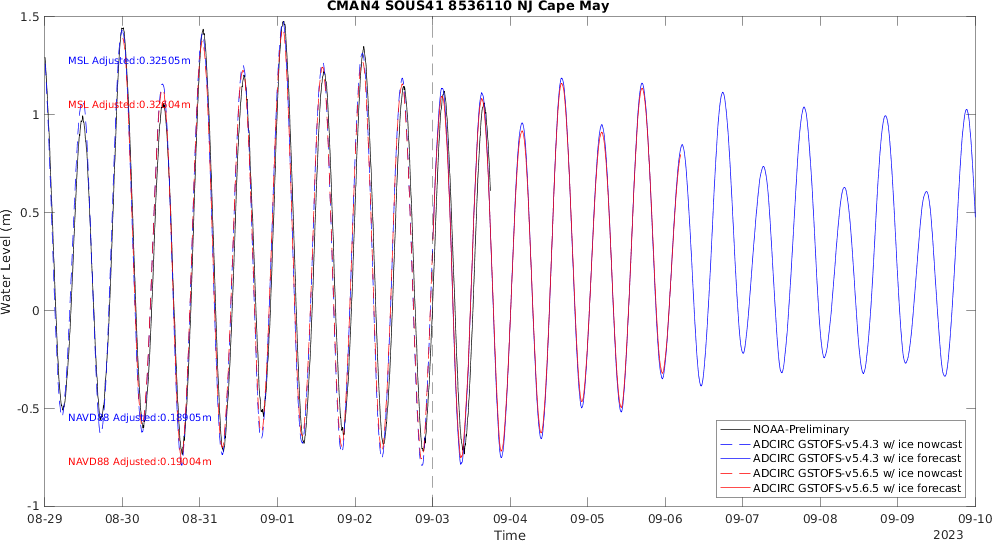 CMAN4 SOUS41 8536110 NJ Cape May
1.5
MSL Adjusted:0.32505m
MSL Adjusted:0.32604m
1
0.5
Water Level (m)
0
-0.5
NAVD88 Adjusted:0.18905m
NAVD88 Adjusted:0.19004m
NOAA-Preliminary
ADCIRC GSTOFS-v5.4.3 w/ ice nowcast
ADCIRC GSTOFS-v5.4.3 w/ ice forecast
ADCIRC GSTOFS-v5.6.5 w/ ice nowcast
ADCIRC GSTOFS-v5.6.5 w/ ice forecast
-1
08-29 08-30 08-31 09-01 09-02 09-03 09-04 09-05 09-06 09-07 09-08 09-09 09-10
Time
2023